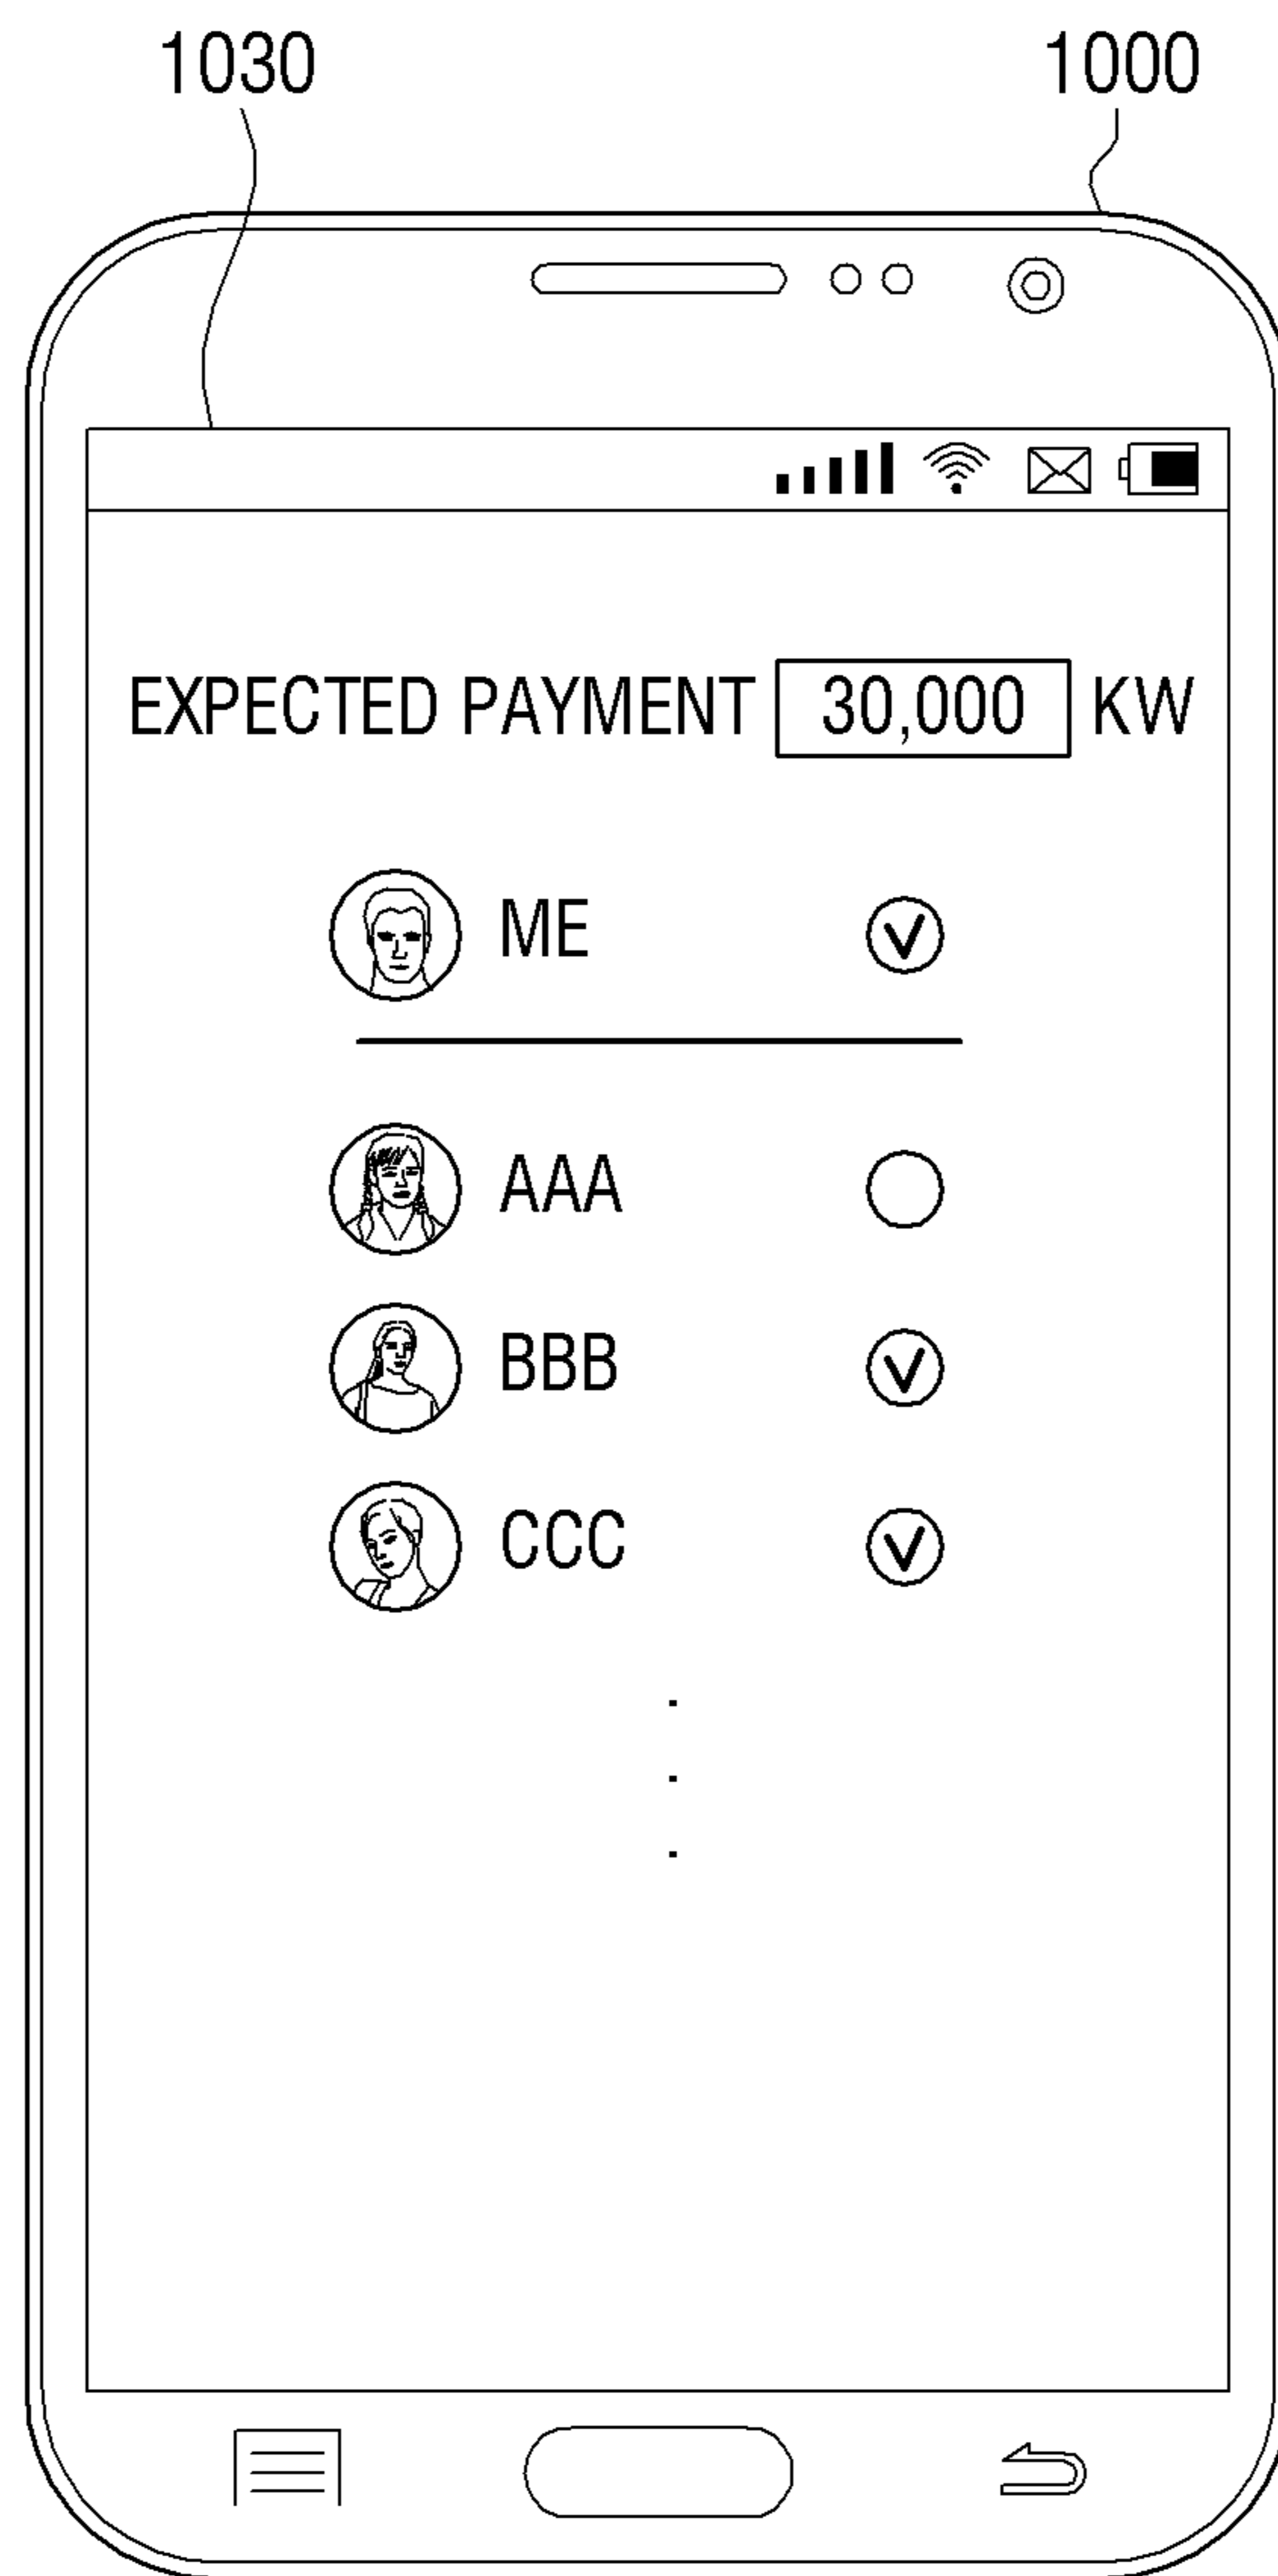 1030 1000
EXPECTED PAYMENT 30,000 KW
ME
AAA
BBB
CCC